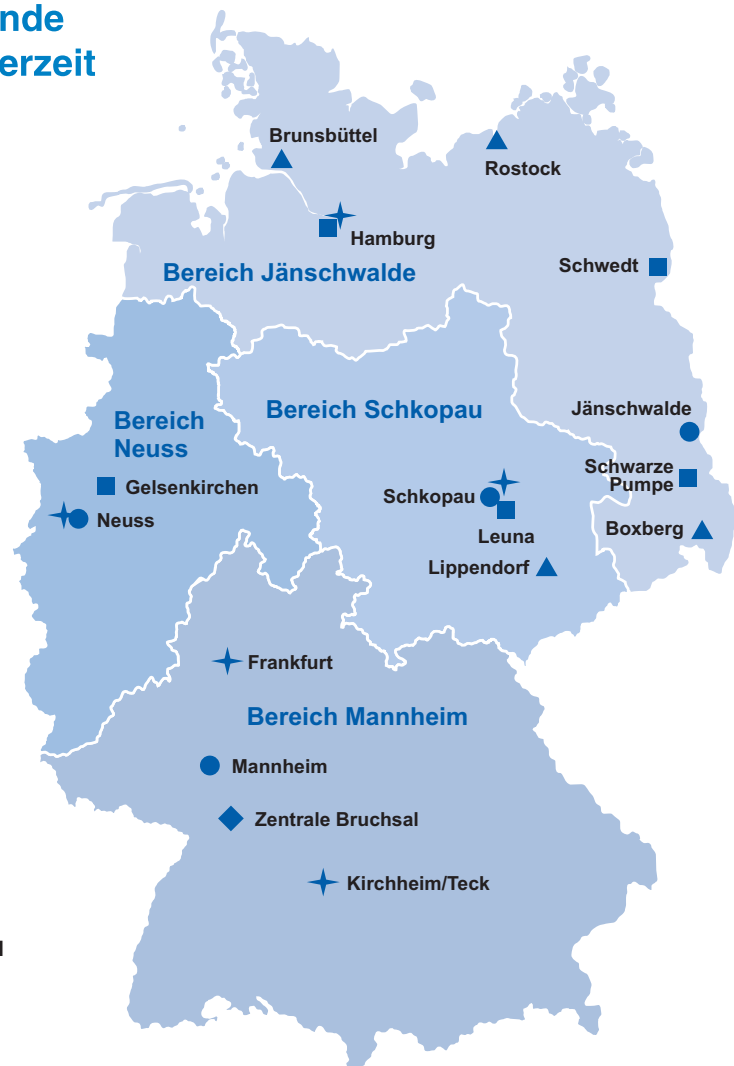 nde
erzeit
Brunsbüttel
Rostock
Hamburg
Schwedt
Bereich Jänschwalde
Bereich Schkopau
Jänschwalde
Bereich
Neuss
Schwarze
Pumpe
Gelsenkirchen
Schkopau
Neuss
Boxberg
Leuna
Lippendorf
Frankfurt
Bereich Mannheim
Mannheim
Zentrale Bruchsal
Kirchheim/Teck